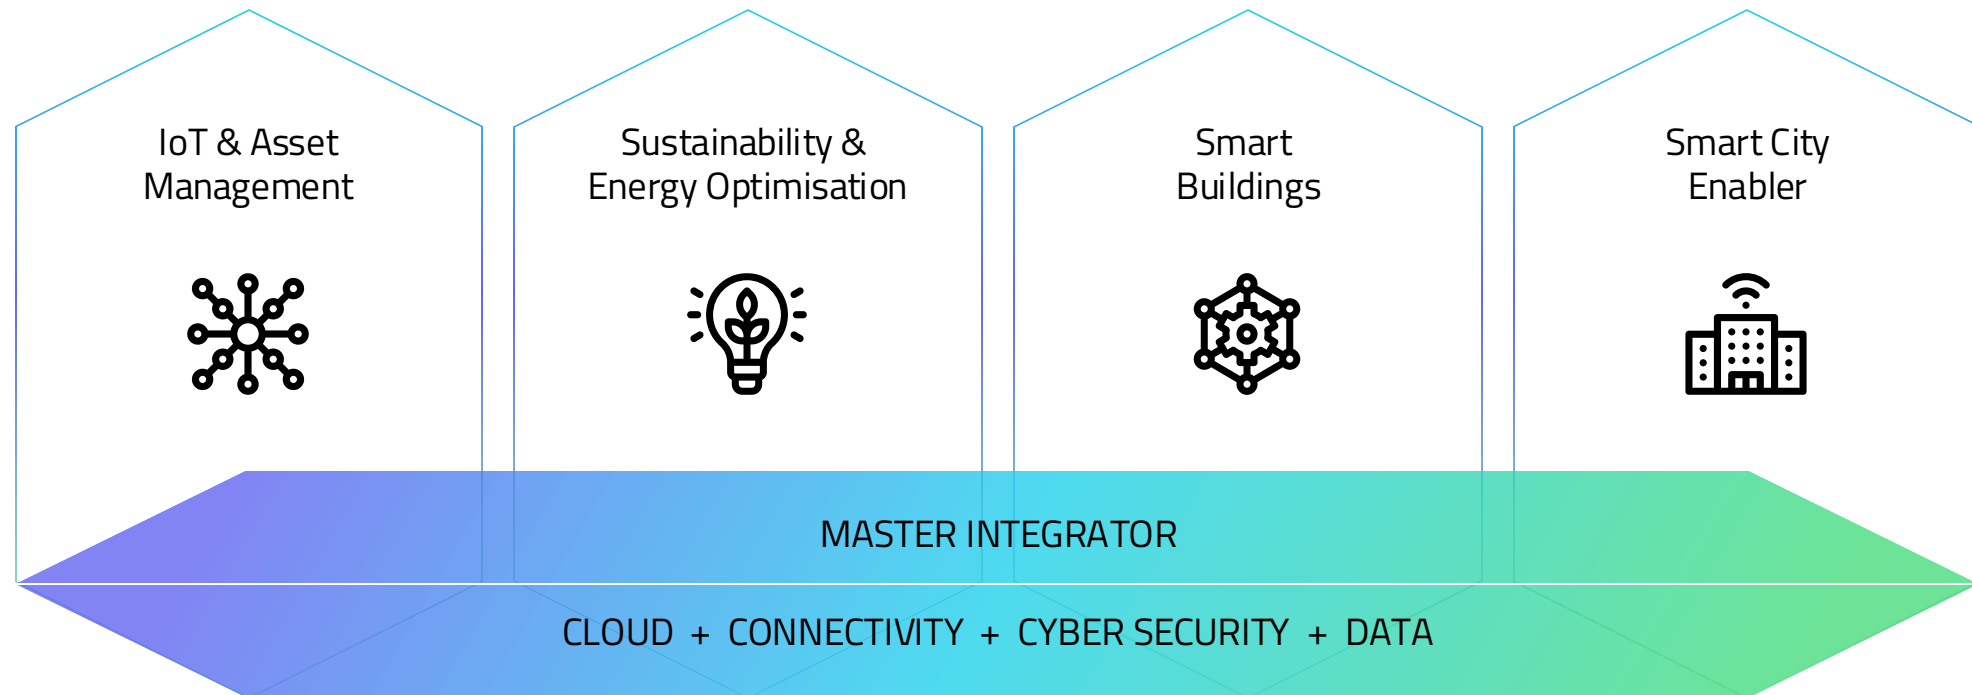 IoT & Asset
Management
Sustainability &
Energy Optimisation
Smart
Buildings
Smart City
Enabler
MASTER INTEGRATOR
CLOUD + CONNECTIVITY + CYBER SECURITY + DATA